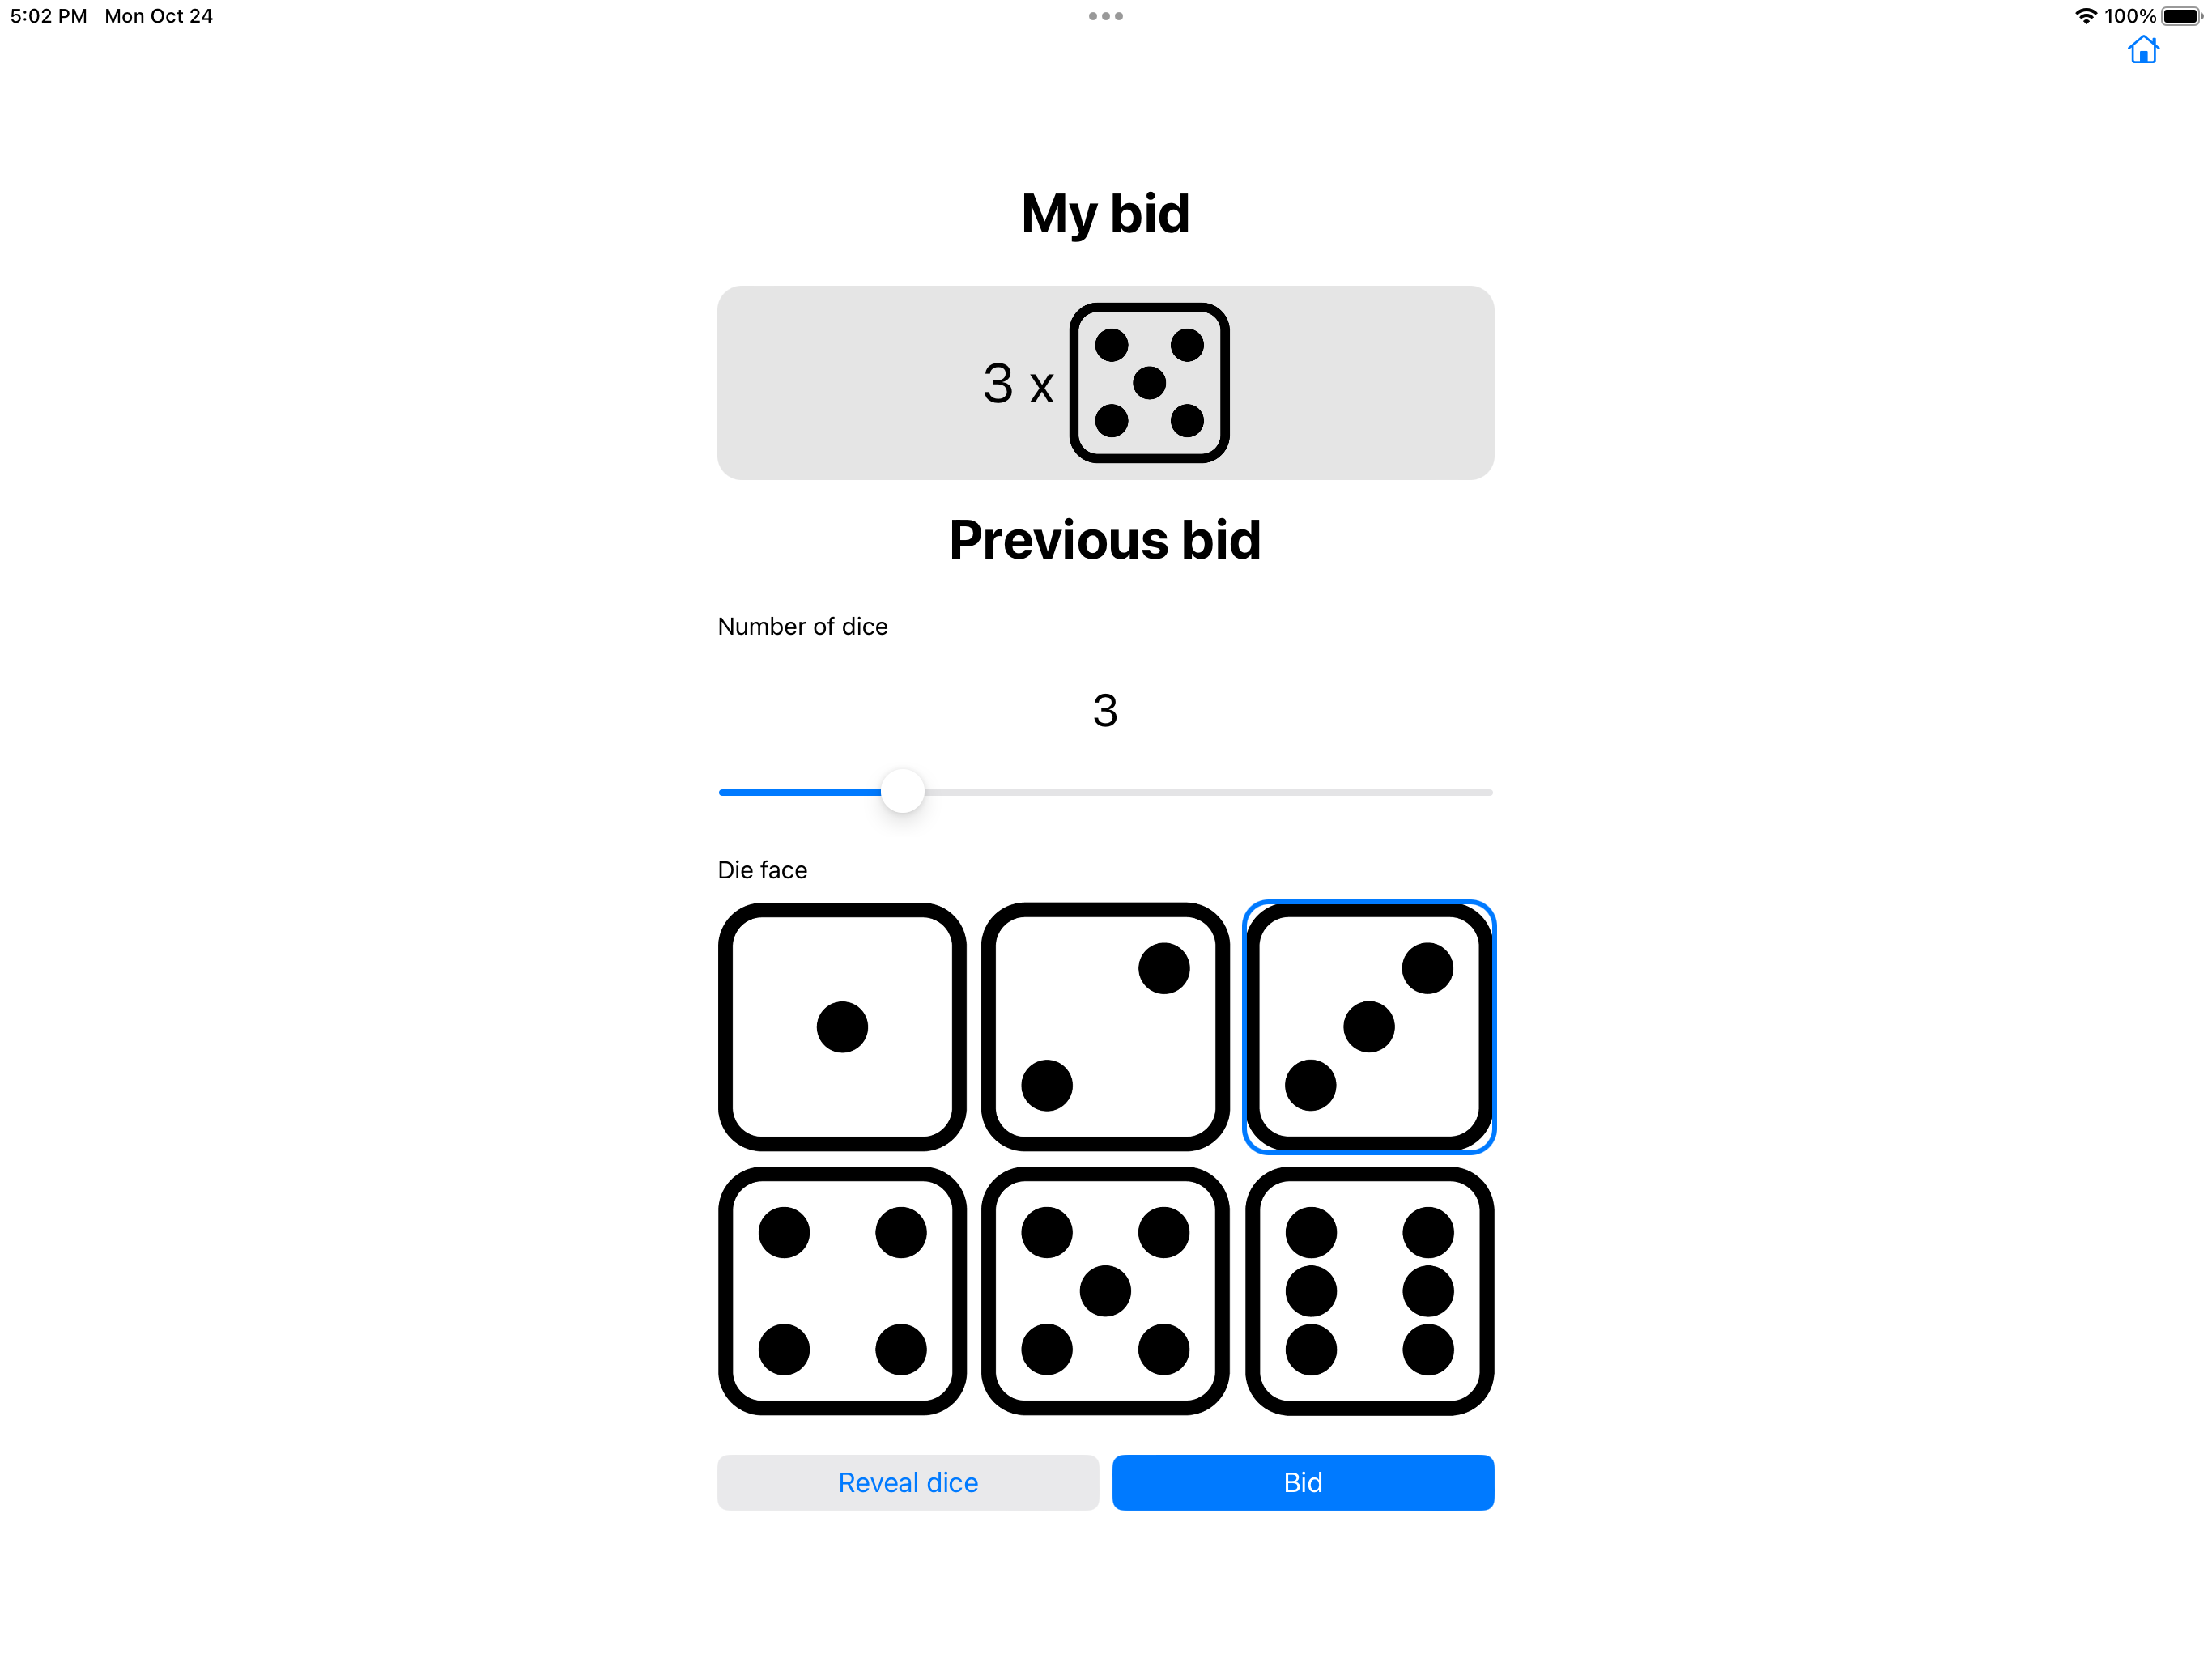 5:02 PM Mon Oct 24 100%
My bid
3 x
Previous bid
Number of dice
3
Die face
Reveal dice Bid